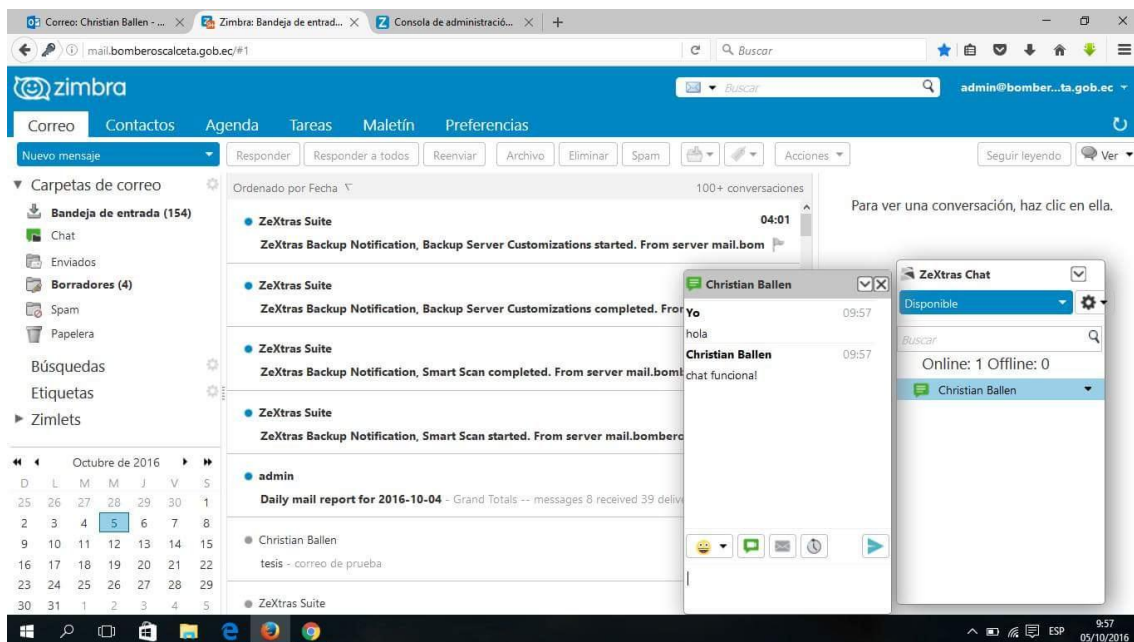 Correo: Christian Ballen - ...
Zimbra: Bandeja de entrad...
Consola de administració...
mail.bomberoscalceta.gob.ec/#1
Buscar
zimbra
Buscar
admin@bomber...ta.gob.ec
Correo Contactos Agenda Tareas Maletín Preferencias
Nuevo mensaje
Responder Responder a todos Reenviar Archivo Eliminar Spam Acciones Seguir leyendo Ver
Carpetas de correo
Bandeja de entrada (154)
Chat
Enviados
Borradores (4)
Spam
Papelera
Búsquedas
Etiquetas
Zimlets
Octubre de 2016
D L M M J V S
25 26 27 28 29 30 1
2 3 4 5 6 7 8
9 10 11 12 13 14 15
16 17 18 19 20 21 22
23 24 25 26 27 28 29
30 31 1 2 3 4 5
Ordenado por Fecha 100+ conversaciones
ZeXtras Suite 04:01
ZeXtras Backup Notification, Backup Server Customizations started. From server mail.bom
ZeXtras Suite
ZeXtras Backup Notification, Backup Server Customizations completed. Fror
ZeXtras Suite
ZeXtras Backup Notification, Smart Scan completed. From server mail.bom
ZeXtras Suite
ZeXtras Backup Notification, Smart Scan started. From server mail.bombero
admin
Daily mail report for 2016-10-04 - Grand Totals -- messages 8 received 39 deliv
Christian Ballen
tesis - correo de prueba
ZeXtras Suite
Para ver una conversación, haz clic en ella.
Christian Ballen
Yo 09:57
hola
Christian Ballen 09:57
chat funciona!
ZeXtras Chat
Disponible
Buscar
Online: 1 Offline: 0
Christian Ballen
ESP
9:57
05/10/2016